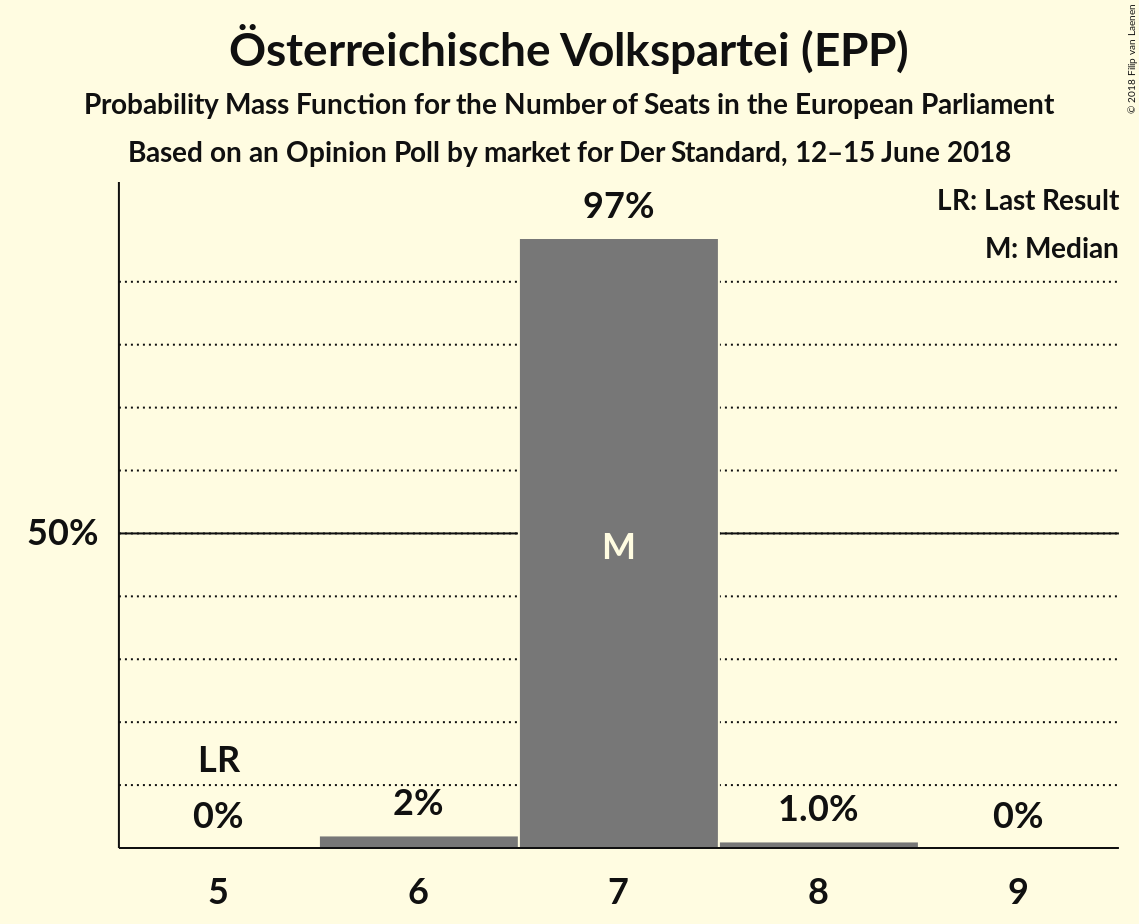 Österreichische Volkspartei (EPP)
Probability Mass Function for the Number of Seats in the European Parliament
Based on an Opinion Poll by market for Der Standard, 12–15 June 2018
© 2018 Filip van Laenen
LR: Last Result
M: Median
97%
50%
M
LR
0%
2%
1.0%
0%
5 6 7 8 9